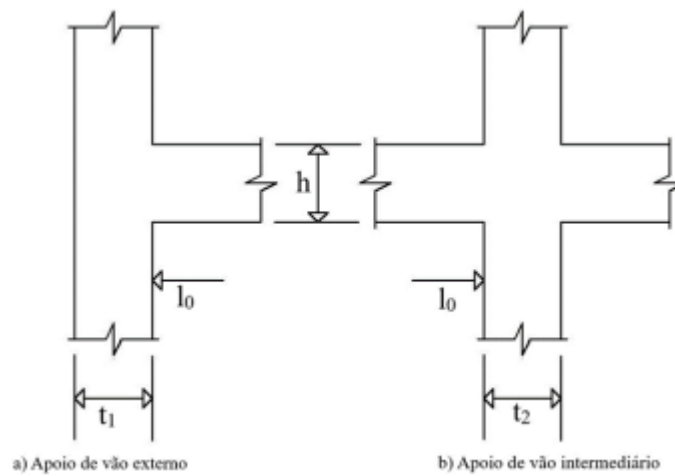 h
l₀
l₀
t₁
t₂
a) Apoio de vão externo
b) Apoio de vão intermediário